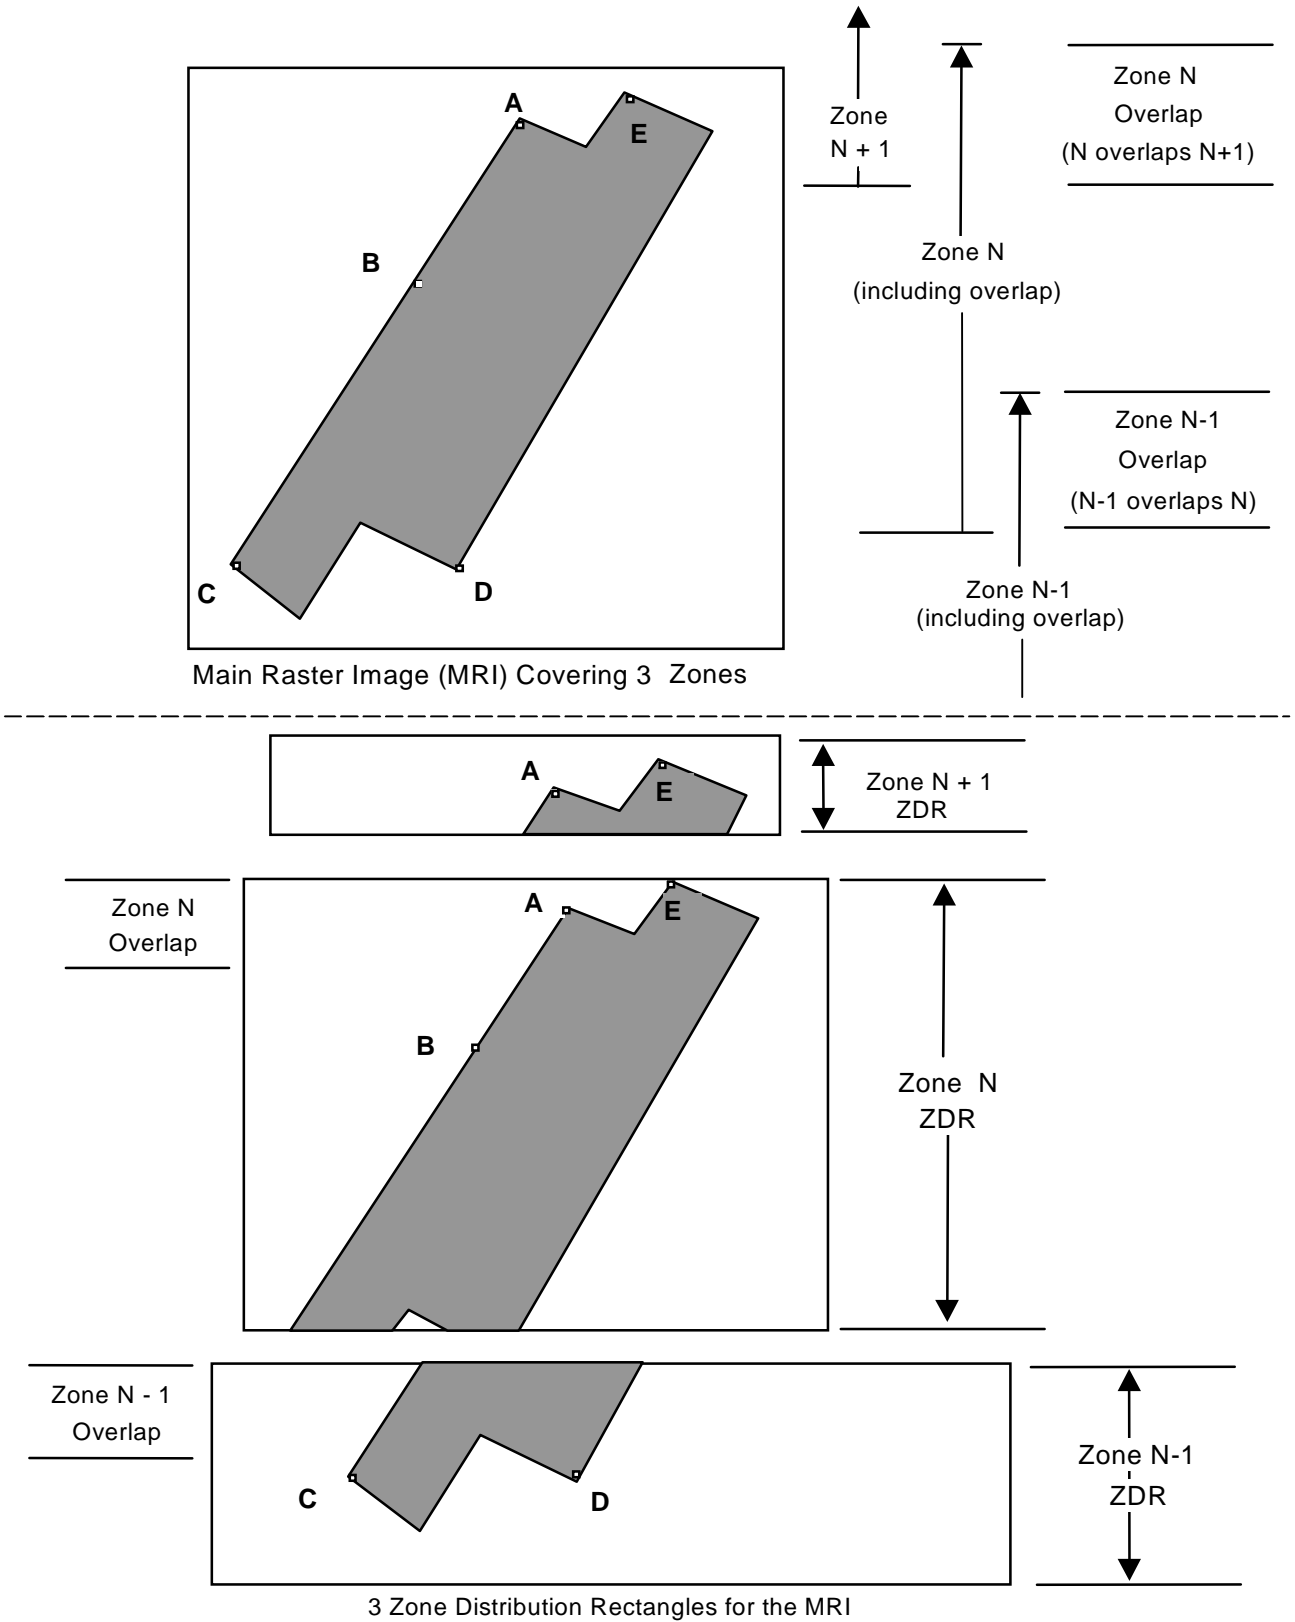 A
E
B
C
D
Zone
N + 1
Zone N
Overlap
(N overlaps N+1)
Zone N
(including overlap)
Zone N-1
Overlap
(N-1 overlaps N)
Zone N-1
(including overlap)
Main Raster Image (MRI) Covering 3 Zones
A
E
Zone N + 1
ZDR
Zone N
Overlap
A
E
B
Zone N
ZDR
Zone N - 1
Overlap
C
D
Zone N-1
ZDR
3 Zone Distribution Rectangles for the MRI